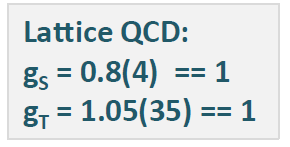 Lattice QCD:
gS = 0.8(4) == 1
gT = 1.05(35) == 1